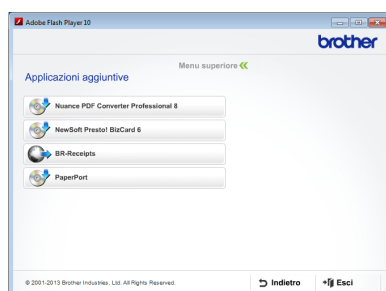 Adobe Flash Player 10
brother
Menu superiore
Applicazioni aggiuntive
Nuance PDF Converter Professional 8
NewSoft Presto! BizCard 6
BR-Receipts
PaperPort
© 2001-2013 Brother Industries, Ltd. All Rights Reserved.
Indietro
Esci